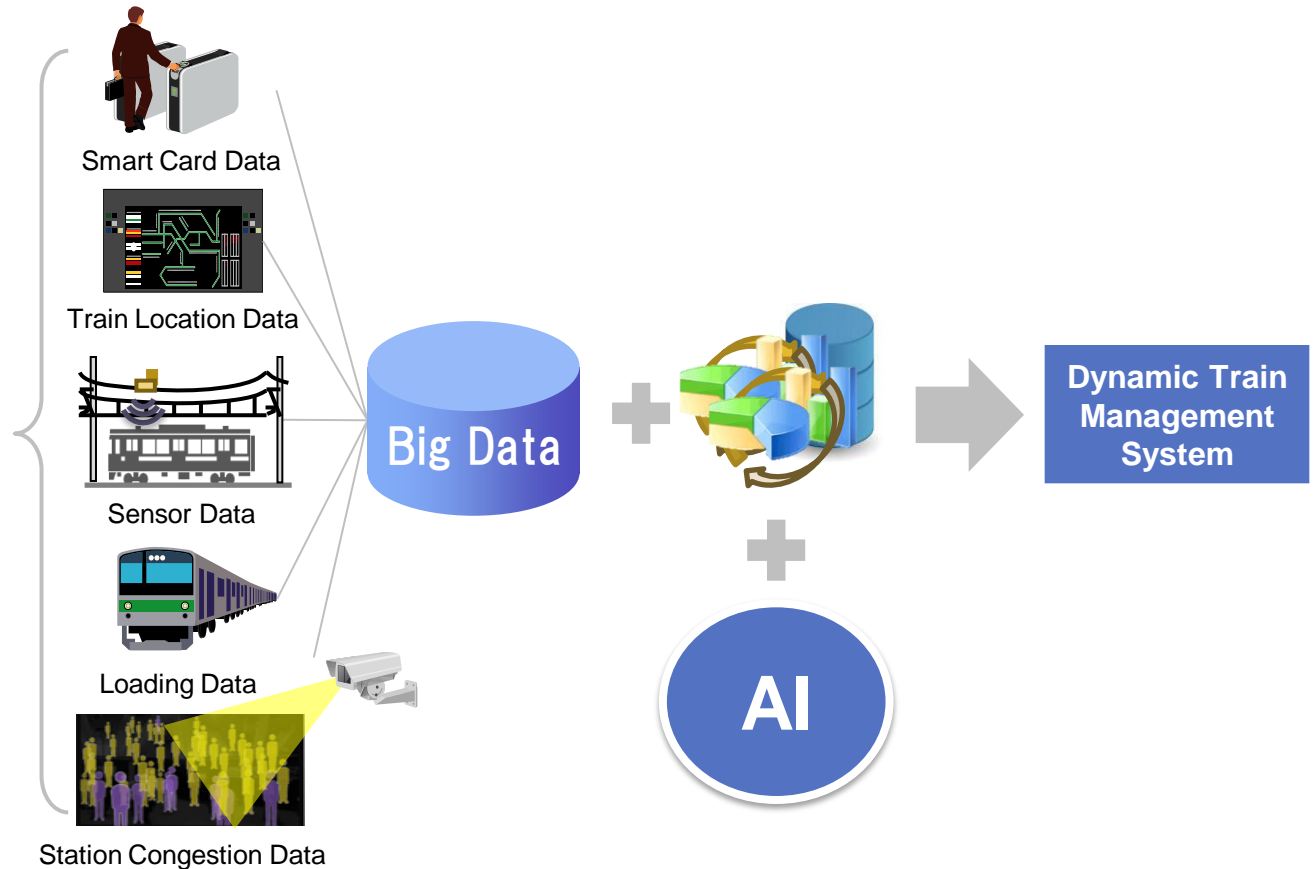 Smart Card Data
Train Location Data
Sensor Data
Loading Data
Station Congestion Data
Big Data
AI
Dynamic Train
Management
System